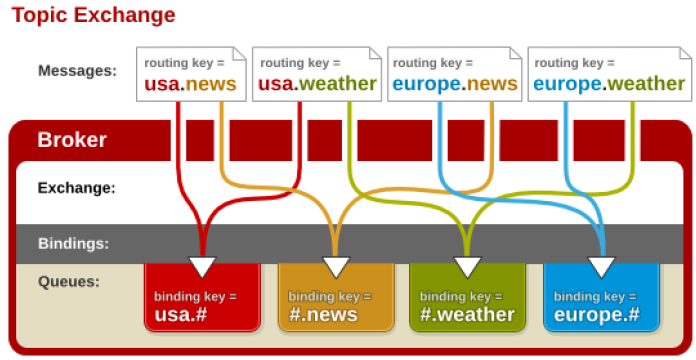 Topic Exchange
Messages:
routing key =
usa.news
routing key =
usa.weather
routing key =
europe.news
routing key =
europe.weather
Broker
Exchange:
Bindings:
Queues:
binding key =
usa.#
binding key =
#.news
binding key =
#.weather
binding key =
europe.#